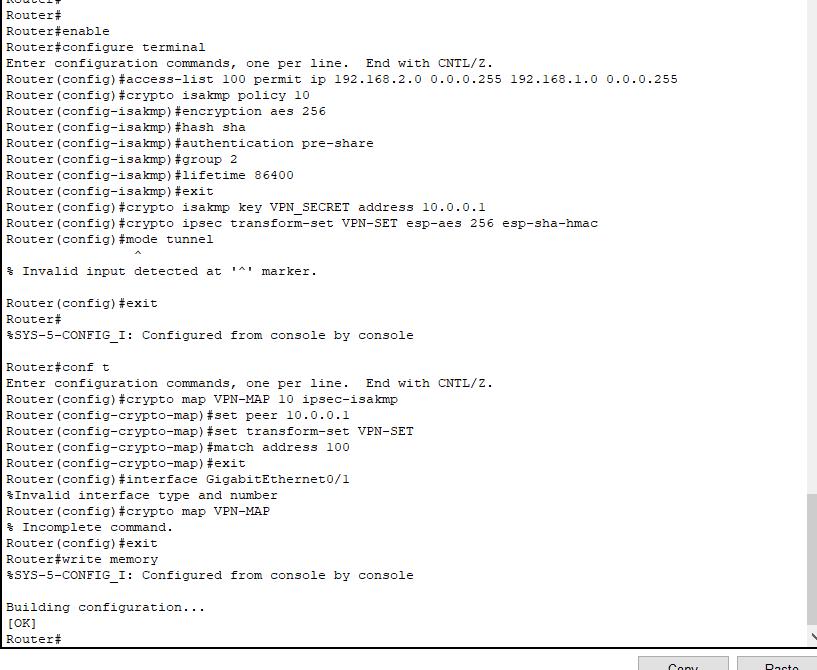 Router#
Router#
Router#enable
Router#configure terminal
Enter configuration commands, one per line.  End with CNTL/Z.
Router(config)#access-list 100 permit ip 192.168.2.0 0.0.0.255 192.168.1.0 0.0.0.255
Router(config)#crypto isakmp policy 10
Router(config-isakmp)#encryption aes 256
Router(config-isakmp)#hash sha
Router(config-isakmp)#authentication pre-share
Router(config-isakmp)#group 2
Router(config-isakmp)#lifetime 86400
Router(config-isakmp)#exit
Router(config)#crypto isakmp key VPN_SECRET address 10.0.0.1
Router(config)#crypto ipsec transform-set VPN-SET esp-aes 256 esp-sha-hmac
Router(config)#mode tunnel
^
% Invalid input detected at '^' marker.
Router(config)#exit
Router#
%SYS-5-CONFIG_I: Configured from console by console
Router#conf t
Enter configuration commands, one per line.  End with CNTL/Z.
Router(config)#crypto map VPN-MAP 10 ipsec-isakmp
Router(config-crypto-map)#set peer 10.0.0.1
Router(config-crypto-map)#set transform-set VPN-SET
Router(config-crypto-map)#match address 100
Router(config-crypto-map)#exit
Router(config)#interface GigabitEthernet0/1
%Invalid interface type and number
Router(config)#crypto map VPN-MAP
% Incomplete command.
Router(config)#exit
Router#write memory
%SYS-5-CONFIG_I: Configured from console by console
Building configuration...
[OK]
Router#
Copy Paste